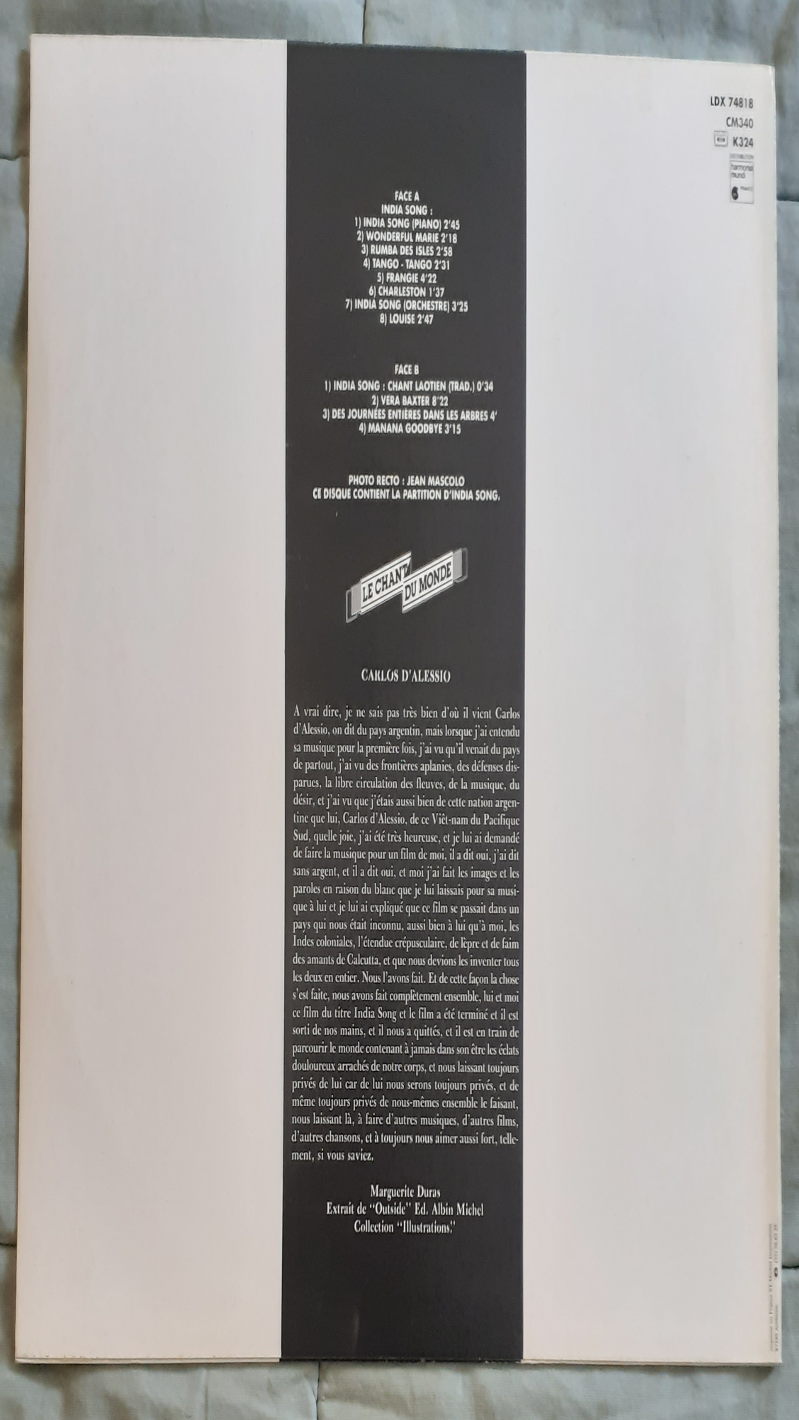 LDX 74818
CM340
K324
DISTRIBUTION
harmonia
mundi
FACE A
INDIA SONG :
1) INDIA SONG (PIANO) 2'45
2) WONDERFUL MARIE 2'18
3) RUMBA DES ISLES 2'58
4) TANGO - TANGO 2'31
5) FRANGIE 4'22
6) CHARLESTON 1'37
7) INDIA SONG (ORCHESTRE) 3'25
8) LOUISE 2'47
FACE B
1) INDIA SONG : CHANT LAOTIEN (TRAD.) 0'34
2) VERA BAXTER 8'22
3) DES JOURNÉES ENTIÈRES DANS LES ARBRES 4'
4) MANANA GOODBYE 3'15
PHOTO RECTO : JEAN MASCOLO
CE DISQUE CONTIENT LA PARTITION D'INDIA SONG.
LE CHANT
DU MONDE
CARLOS D'ALESSIO
A vrai dire, je ne sais pas très bien d'où il vient Carlos
d'Alessio, on dit du pays argentin, mais lorsque j'ai entendu
sa musique pour la première fois, j'ai vu qu'il venait du pays
de partout, j'ai vu des frontières aplanies, des défenses dis-
parues, la libre circulation des fleuves, de la musique, du
désir, et j'ai vu que j'étais aussi bien de cette nation argen-
tine que lui, Carlos d'Alessio, de ce Viêt-nam du Pacifique
Sud, quelle joie, j'ai été très heureuse, et je lui ai demandé
de faire la musique pour un film de moi, il a dit oui, j'ai dit
sans argent, et il a dit oui, et moi j'ai fait les images et les
paroles en raison du blanc que je lui laissais pour sa musi-
que à lui et je lui ai expliqué que ce film se passait dans un
pays qui nous était inconnu, aussi bien à lui qu'à moi, les
Indes coloniales, l'étendue crépusculaire, de lèpre et de faim
des amants de Calcutta, et que nous devions les inventer tous
les deux en entier. Nous l'avons fait. Et de cette façon la chose
s'est faite, nous avons fait complètement ensemble, lui et moi
ce film du titre India Song et le film a été terminé et il est
sorti de nos mains, et il nous a quittés, et il est en train de
parcourir le monde contenant à jamais dans son être les éclats
douloureux arrachés de notre corps, et nous laissant toujours
privés de lui car de lui nous serons toujours privés, et de
même toujours privé de nous-mêmes ensemble le faisant,
nous laissant là, à faire d'autres musiques, d'autres films,
d'autres chansons, et à toujours nous aimer aussi fort, telle-
ment, si vous saviez.
Marguerite Duras
Extrait de "Outside" Ed. Albin Michel
Collection "Illustrations."